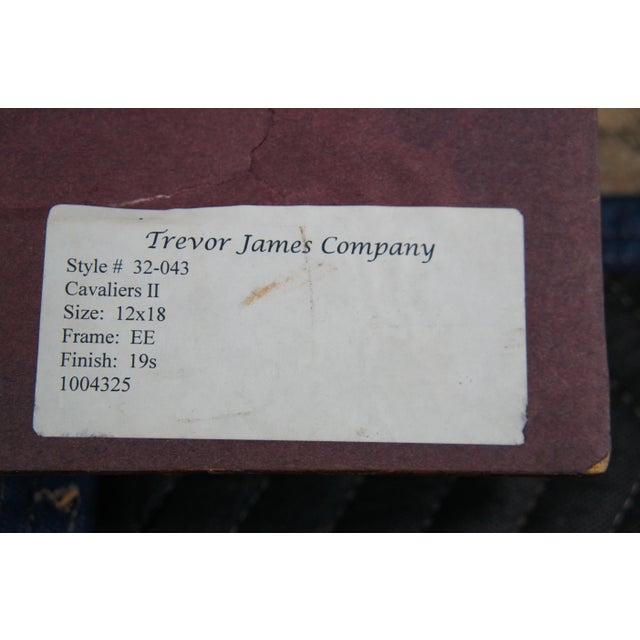 Trevor James Company
Style # 32-043
Cavaliers II
Size: 12x18
Frame: EE
Finish: 19s
1004325